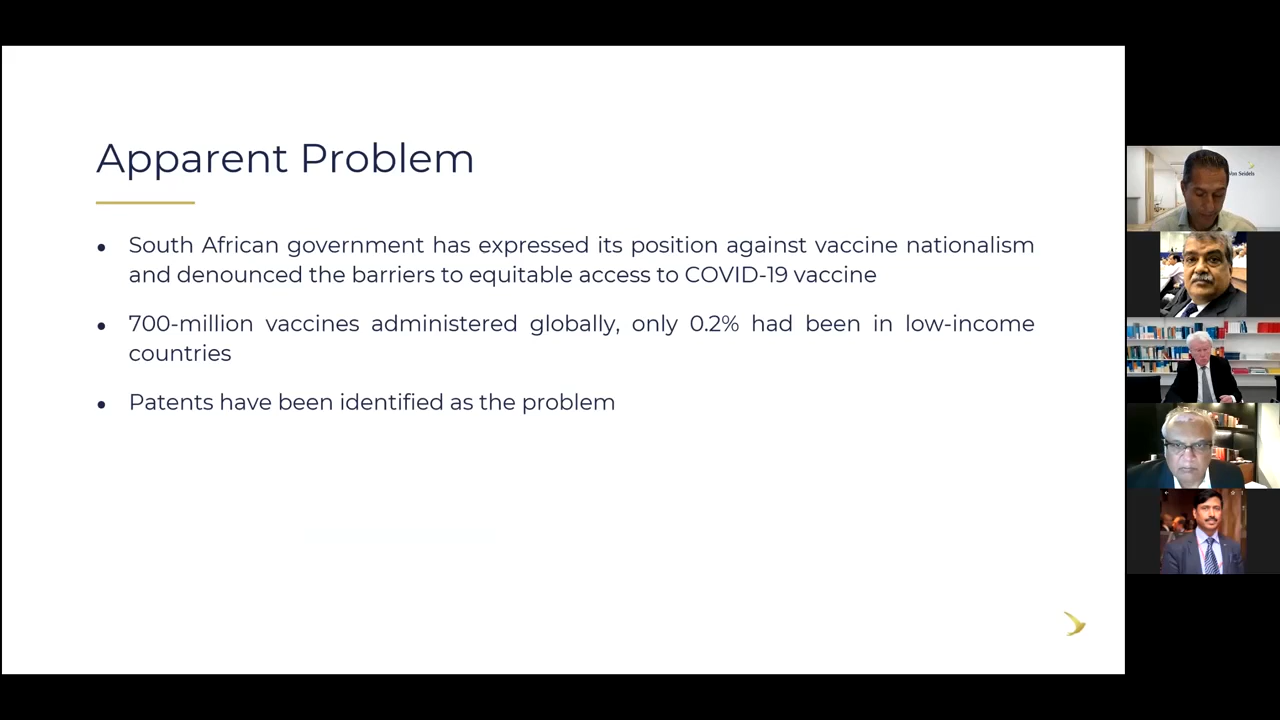 Apparent Problem
• South African government has expressed its position against vaccine nationalism
and denounced the barriers to equitable access to COVID-19 vaccine
• 700-million vaccines administered globally, only 0.2% had been in low-income
countries
• Patents have been identified as the problem
Von Seidels